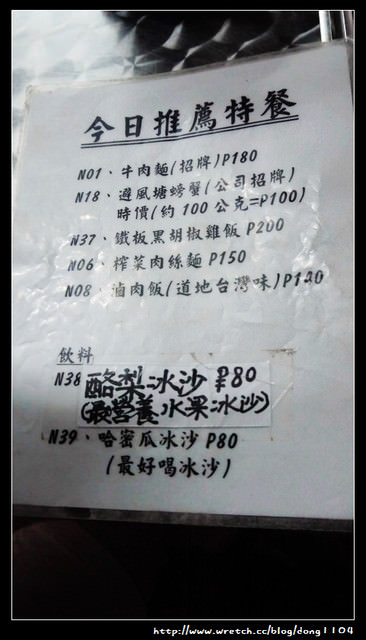 今日推薦特餐
N01、牛肉麵(招牌)P180
N18、避風塘螃蟹(公司招牌)
時價(約100公克=P100)
N37、鐵板黑胡椒雞飯 P200
N06、榨菜肉絲麵 P150
N08、滷肉飯(道地台灣味)
飲料
N38 酪梨冰沙 P80
(最營養水果冰沙)
N39、哈密瓜冰沙 P80
(最好喝冰沙)
http://www.wretch.cc/blog/dong1104